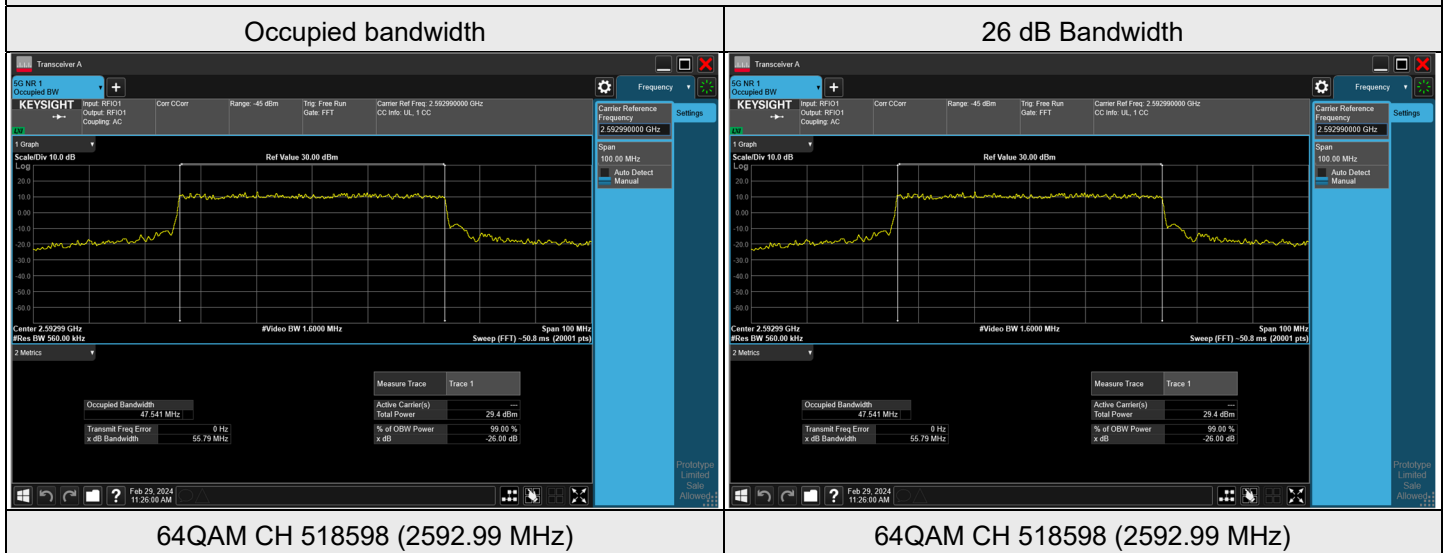 Occupied bandwidth
26 dB Bandwidth
Transceiver A
5G NR 1
Occupied BW
+
Frequency
KEYSIGHT
Input: RFIO1
Output: RFIO1
Coupling: AC
Corr CCorr
Range: -45 dBm
Trig: Free Run
Gate: FFT
Carrier Ref Freq: 2.592990000 GHz
CC Info: UL, 1 CC
LXI
Carrier Reference
Frequency
2.592990000 GHz
Settings
Span
100.00 MHz
Auto Detect
Manual
1 Graph
Scale/Div 10.0 dB
Ref Value 30.00 dBm
Log
20.0
10.0
0.00
-10.0
-20.0
-30.0
-40.0
-50.0
-60.0
Center 2.59299 GHz
#Video BW 1.6000 MHz
Span 100 MHz
#Res BW 560.00 kHz
Sweep (FFT) ~50.8 ms (20001 pts)
2 Metrics
Measure Trace Trace 1
Occupied Bandwidth
47.541 MHz
Active Carrier(s) ---
Total Power 29.4 dBm
Transmit Freq Error 0 Hz
x dB Bandwidth 55.79 MHz
% of OBW Power 99.00 %
x dB -26.00 dB
Prototype
Limited
Sale
Allowed
?
Feb 29, 2024
11:26:00 AM
Transceiver A
5G NR 1
Occupied BW
+
Frequency
KEYSIGHT
Input: RFIO1
Output: RFIO1
Coupling: AC
Corr CCorr
Range: -45 dBm
Trig: Free Run
Gate: FFT
Carrier Ref Freq: 2.592990000 GHz
CC Info: UL, 1 CC
LXI
Carrier Reference
Frequency
2.592990000 GHz
Settings
Span
100.00 MHz
Auto Detect
Manual
1 Graph
Scale/Div 10.0 dB
Ref Value 30.00 dBm
Log
20.0
10.0
0.00
-10.0
-20.0
-30.0
-40.0
-50.0
-60.0
Center 2.59299 GHz
#Video BW 1.6000 MHz
Span 100 MHz
#Res BW 560.00 kHz
Sweep (FFT) ~50.8 ms (20001 pts)
2 Metrics
Measure Trace Trace 1
Occupied Bandwidth
47.541 MHz
Active Carrier(s) ---
Total Power 29.4 dBm
Transmit Freq Error 0 Hz
x dB Bandwidth 55.79 MHz
% of OBW Power 99.00 %
x dB -26.00 dB
Prototype
Limited
Sale
Allowed
?
Feb 29, 2024
11:26:00 AM
64QAM CH 518598 (2592.99 MHz)
64QAM CH 518598 (2592.99 MHz)